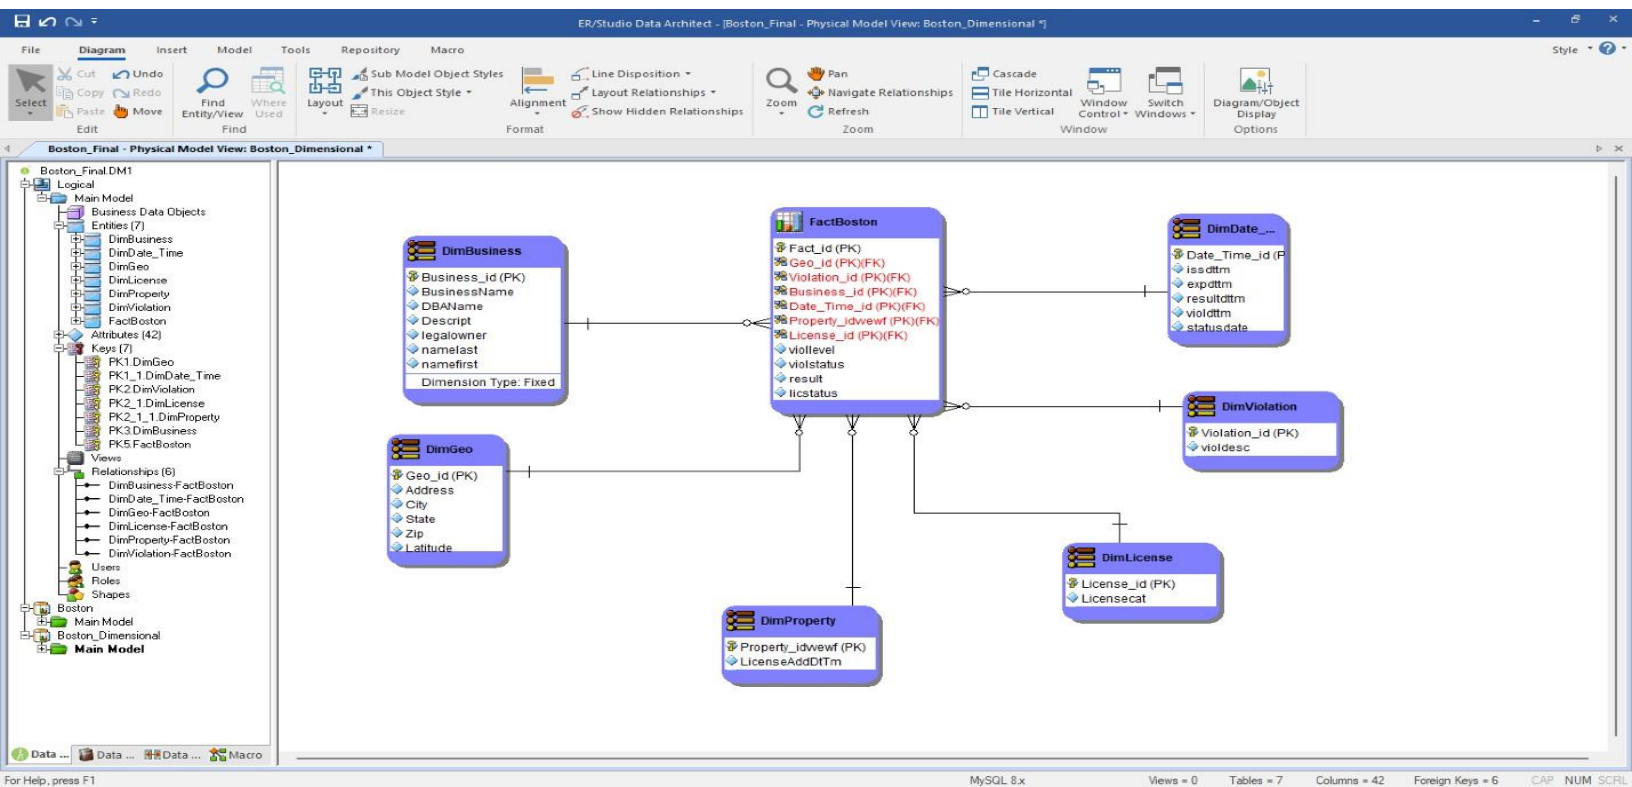 ER/Studio Data Architect - [Boston_Final - Physical Model View: Boston_Dimensional *]
File Diagram Insert Model Tools Repository Macro Style
Select
Cut Undo
Copy Redo
Paste Move
Edit
Find Entity/View
Where Used
Find
Layout
Sub Model Object Styles
This Object Style
Resize
Alignment
Line Disposition
Layout Relationships
Show Hidden Relationships
Format
Zoom
Pan
Navigate Relationships
Refresh
Zoom
Cascade
Tile Horizontal
Tile Vertical
Window Control
Switch Windows
Window
Diagram/Object Display
Options
Boston_Final - Physical Model View: Boston_Dimensional *
Boston_Final.DM1
Logical
Main Model
Business Data Objects
Entities (7)
DimBusiness
DimDate_Time
DimGeo
DimLicense
DimProperty
DimViolation
FactBoston
Attributes (42)
Keys (7)
PK1.DimGeo
PK1_1.DimDate_Time
PK2.DimViolation
PK2_1.DimLicense
PK2_1_1.DimProperty
PK3.DimBusiness
PK5.FactBoston
Views
Relationships (6)
DimBusiness-FactBoston
DimDate_Time-FactBoston
DimGeo-FactBoston
DimLicense-FactBoston
DimProperty-FactBoston
DimViolation-FactBoston
Users
Roles
Shapes
Boston
Main Model
Boston_Dimensional
Main Model
Data ... Data ... Data ... Macro
DimBusiness
Business_id (PK)
BusinessName
DBAName
Descript
legalowner
namelast
namefirst
Dimension Type: Fixed
FactBoston
Fact_id (PK)
Geo_id (PK)(FK)
Violation_id (PK)(FK)
Business_id (PK)(FK)
Date_Time_id (PK)(FK)
Property_idvwewf (PK)(FK)
License_id (PK)(FK)
viollevel
violstatus
result
licstatus
DimDate_...
Date_Time_id (P
issdttm
expdttm
resultdttm
violdttm
statusdate
DimViolation
Violation_id (PK)
violdesc
DimGeo
Geo_id (PK)
Address
City
State
Zip
Latitude
DimLicense
License_id (PK)
Licensecat
DimProperty
Property_idvwewf (PK)
LicenseAddDtTm
For Help, press F1 MySQL 8.x Views = 0 Tables = 7 Columns = 42 Foreign Keys = 6 CAP NUM SCRL